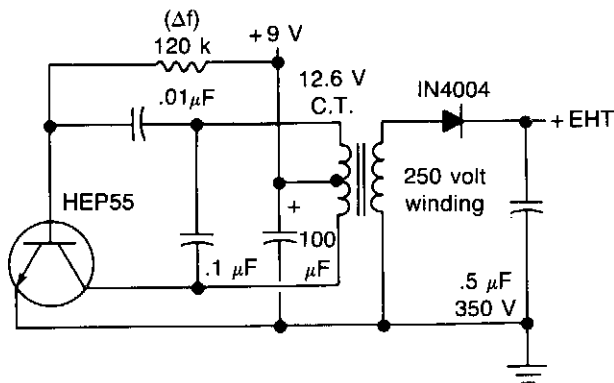 (Δf)
120 k
+9 V
12.6 V
C.T.
IN4004
.01μF
+ EHT
HEP55
250 volt
winding
+
100
μF
.1 μF
.5 μF
350 V